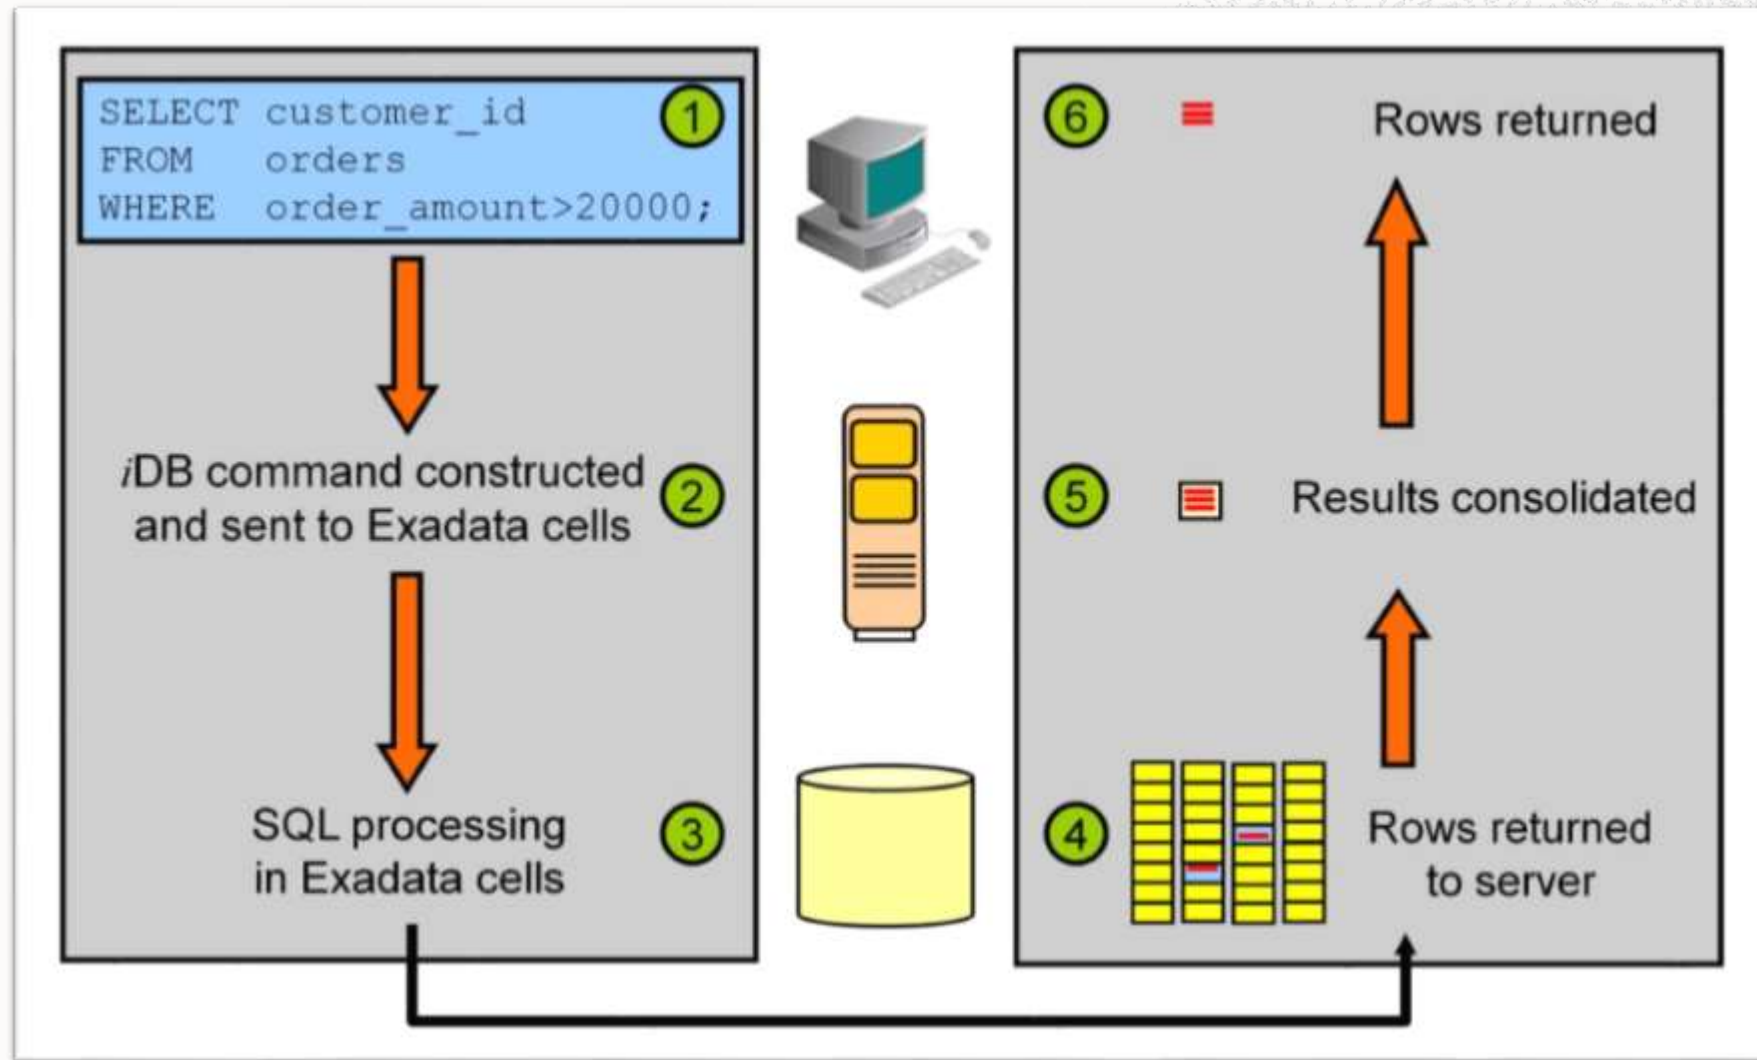 SELECT customer_id
FROM orders
WHERE order_amount>20000;
1
iDB command constructed
and sent to Exadata cells
2
SQL processing
in Exadata cells
3
4
Rows returned
to server
5
Results consolidated
6
Rows returned